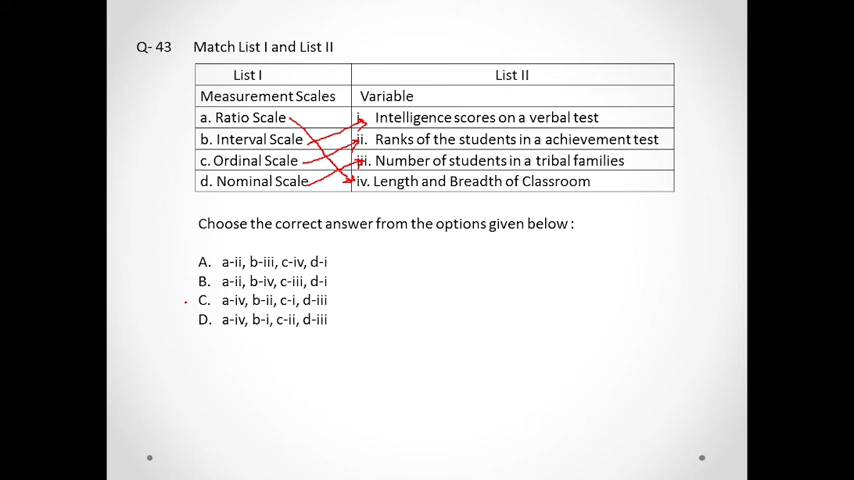 Q- 43 Match List I and List II
List I List II
Measurement Scales Variable
a. Ratio Scale i. Intelligence scores on a verbal test
b. Interval Scale ii. Ranks of the students in a achievement test
c. Ordinal Scale iii. Number of students in a tribal families
d. Nominal Scale iv. Length and Breadth of Classroom
Choose the correct answer from the options given below :
A. a-ii, b-iii, c-iv, d-i
B. a-ii, b-iv, c-iii, d-i
C. a-iv, b-ii, c-i, d-iii
D. a-iv, b-i, c-ii, d-iii